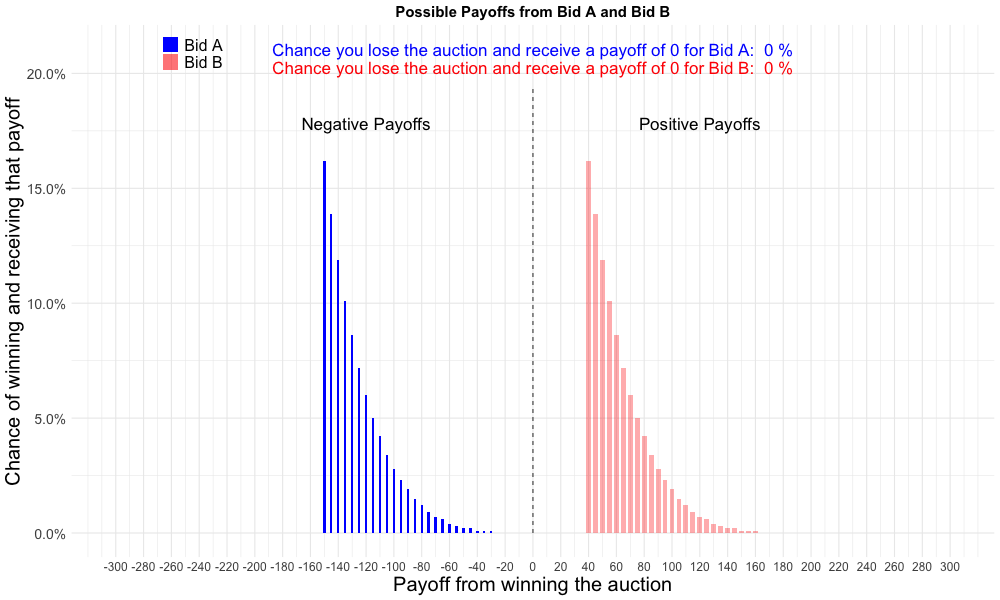 Possible Payoffs from Bid A and Bid B
Bid A
Bid B
Chance you lose the auction and receive a payoff of 0 for Bid A:  0 %
Chance you lose the auction and receive a payoff of 0 for Bid B:  0 %
Negative Payoffs
Positive Payoffs
Chance of winning and receiving that payoff
20.0%
15.0%
10.0%
5.0%
0.0%
-300 -280 -260 -240 -220 -200 -180 -160 -140 -120 -100 -80 -60 -40 -20 0 20 40 60 80 100 120 140 160 180 200 220 240 260 280 300
Payoff from winning the auction